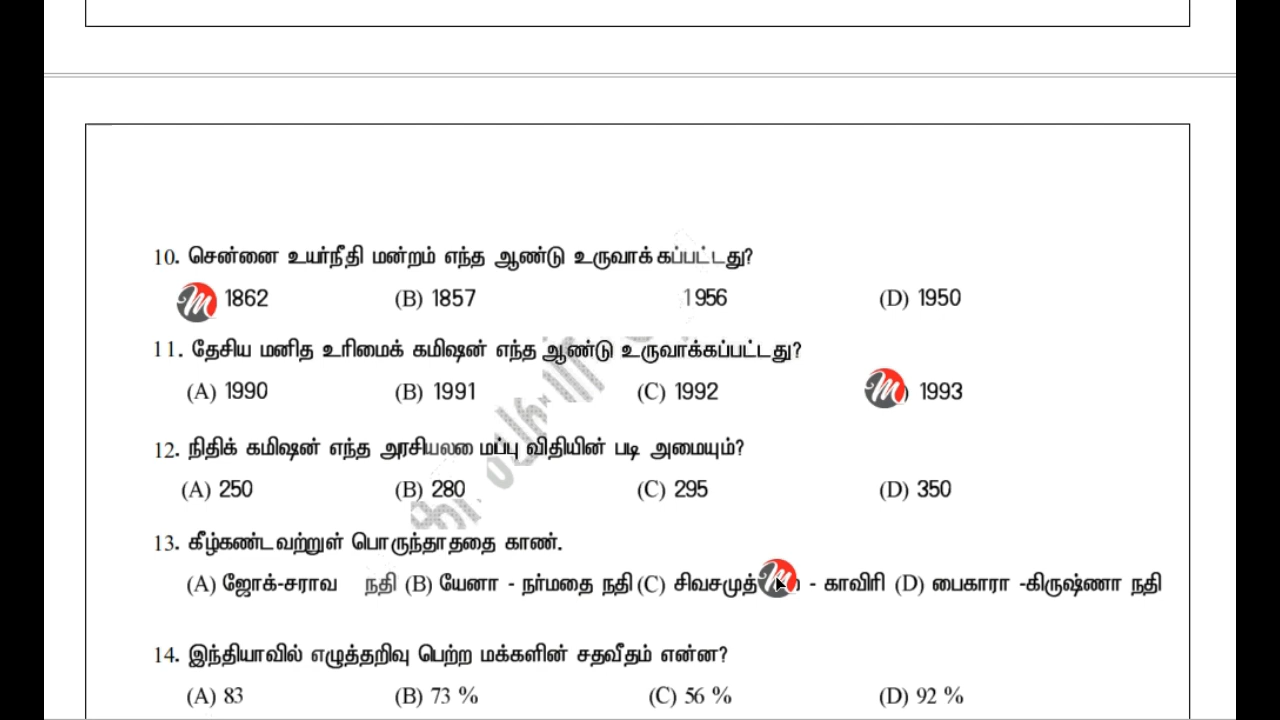 10. சென்னை உயர்நீதி மன்றம் எந்த ஆண்டு உருவாக்கப்பட்டது?
1862 (B) 1857 1956 (D) 1950
11. தேசிய மனித உரிமைக் கமிஷன் எந்த ஆண்டு உருவாக்கப்பட்டது?
(A) 1990 (B) 1991 (C) 1992 ) 1993
12. நிதிக் கமிஷன் எந்த அரசியலமைப்பு விதியின் படி அமையும்?
(A) 250 (B) 280 (C) 295 (D) 350
13. கீழ்கண்டவற்றுள் பொருந்தாததை காண்.
(A) ஜோக்-சராவ நதி (B) யேனா - நர்மதை நதி (C) சிவசமுத் - காவிரி (D) பைகாரா -கிருஷ்ணா நதி
14. இந்தியாவில் எழுத்தறிவு பெற்ற மக்களின் சதவீதம் என்ன?
(A) 83 (B) 73 % (C) 56 % (D) 92 %